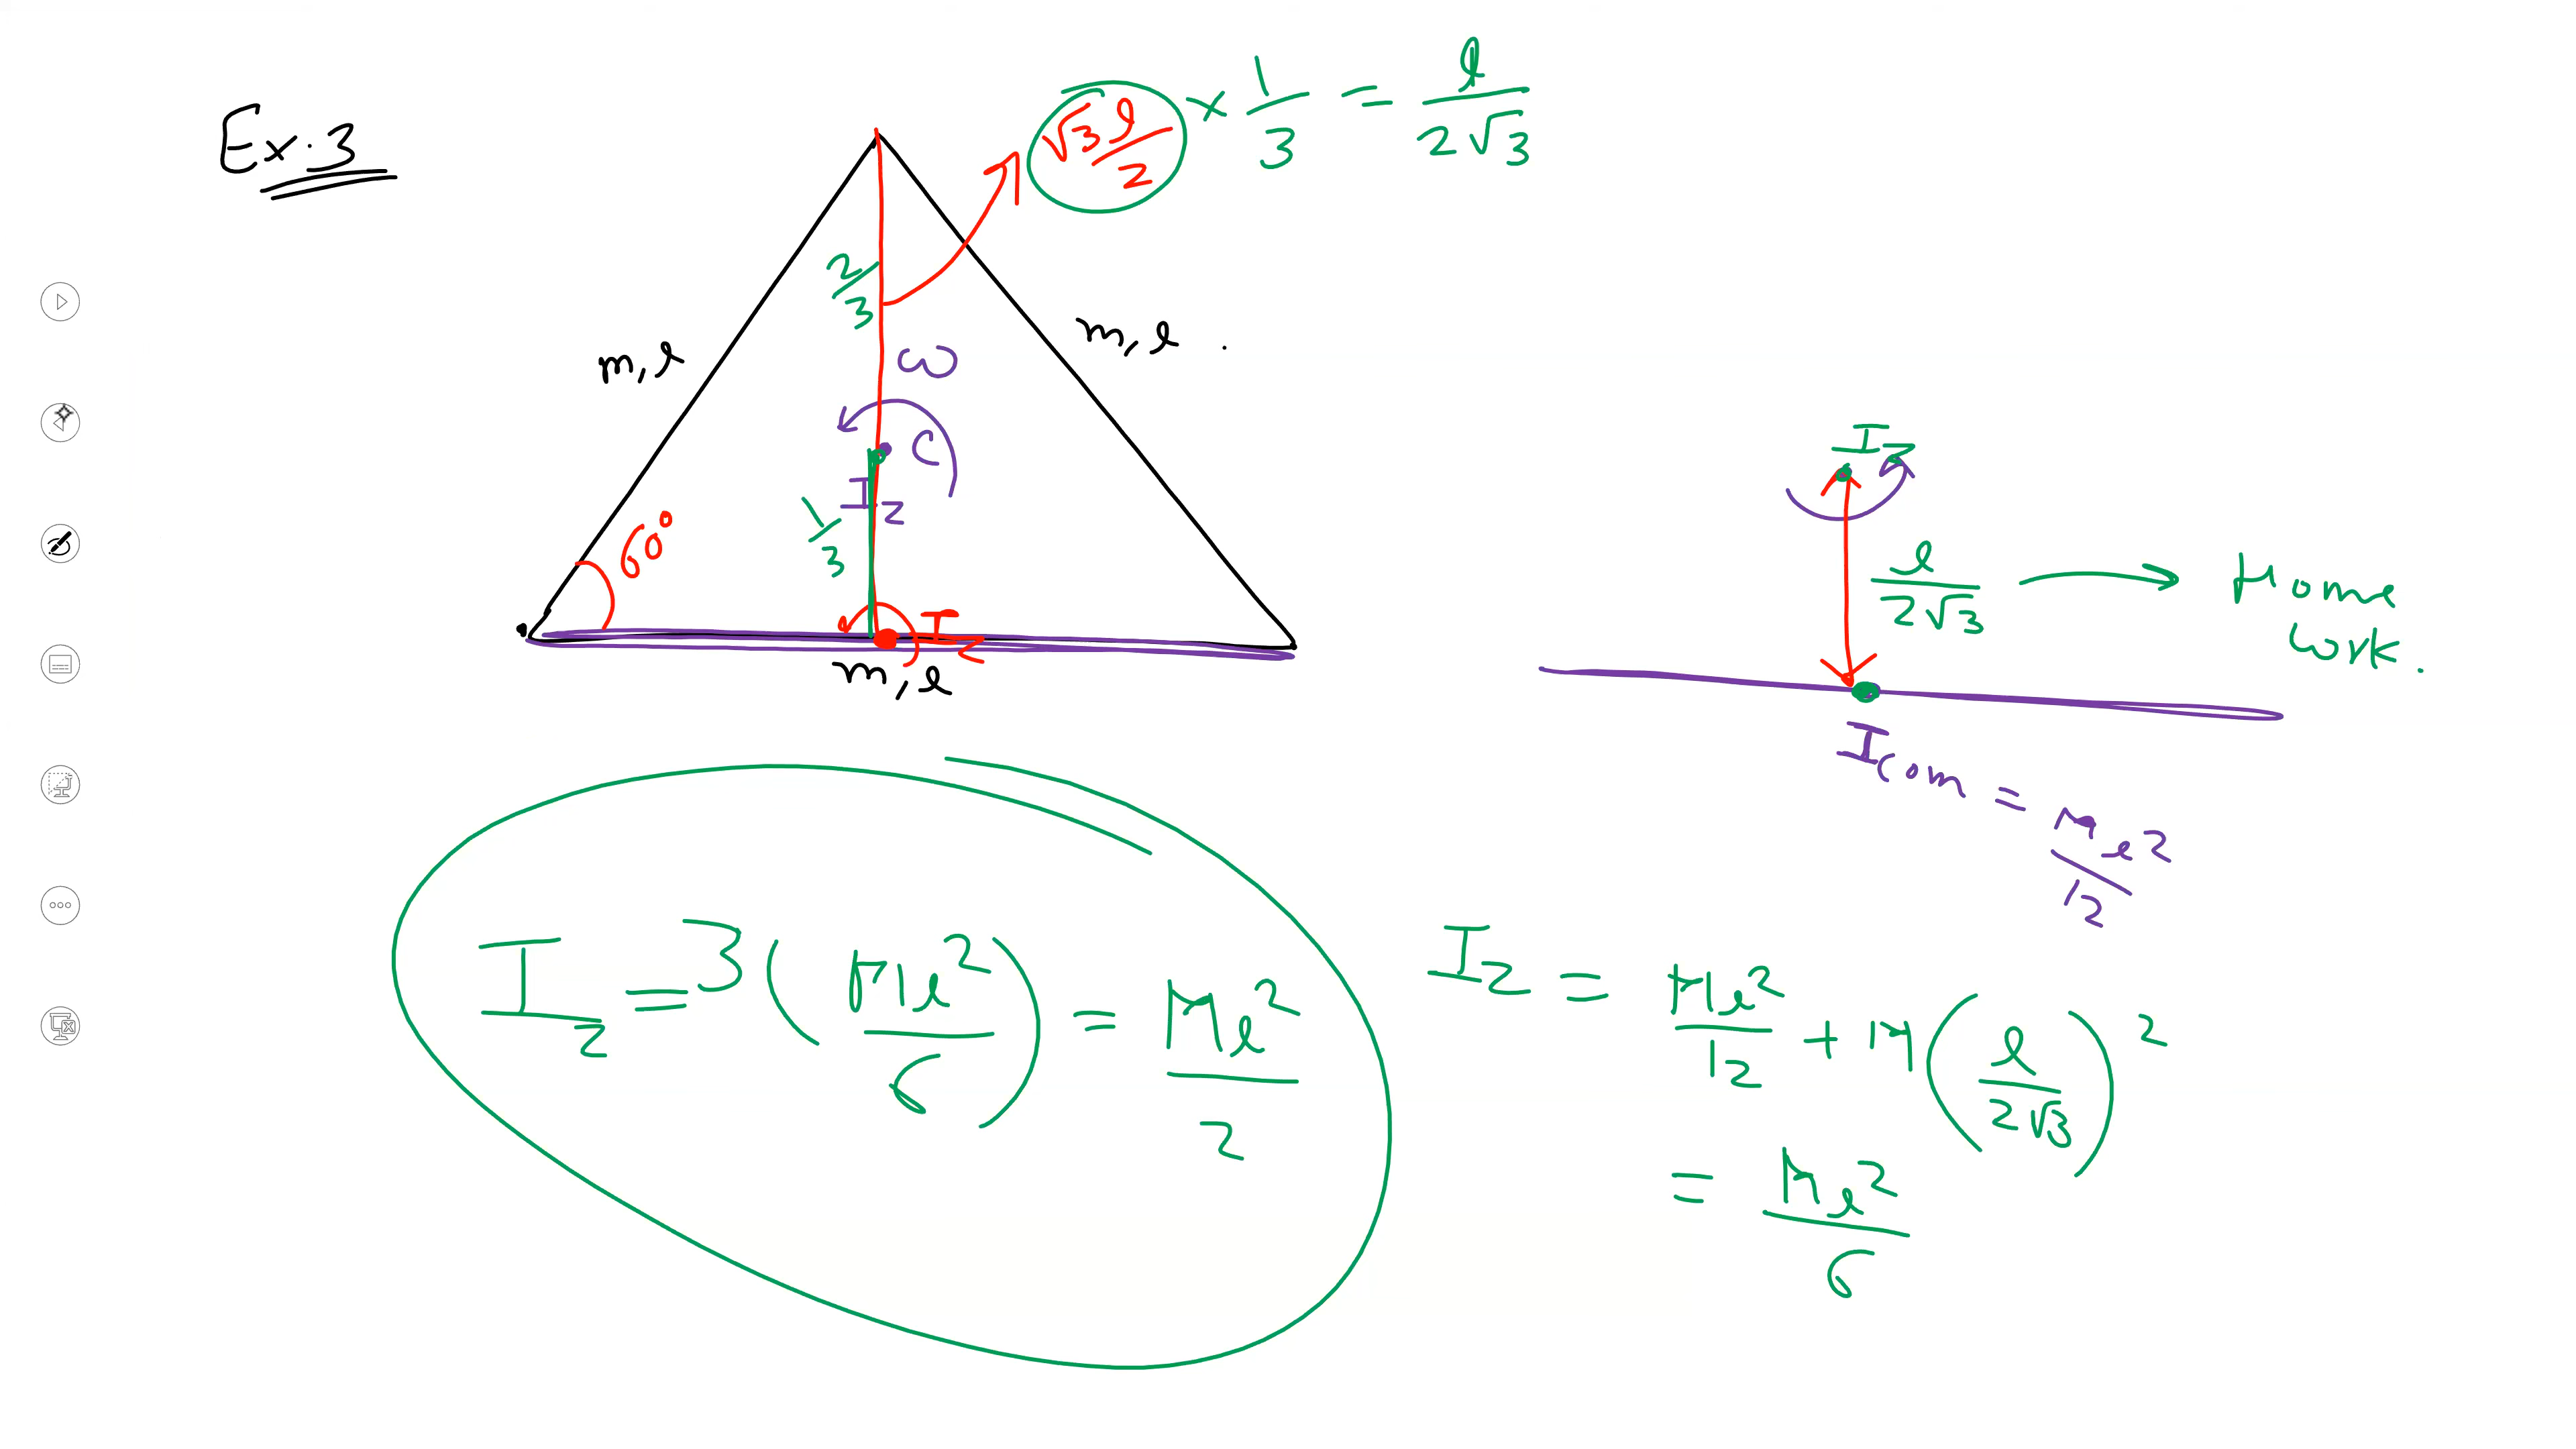 Ex. 3
√3 l/2 × 1/3 = l/2√3
2/3
m, l
m, l .
ω
C
I_z
1/3
60°
I_z
m, l
I_z
l/2√3 → Home work.
I_com = Ml²/12
I_z = 3(Ml²/6) = Ml²/2
I_z = Ml²/12 + M(l/2√3)²
= Ml²/6